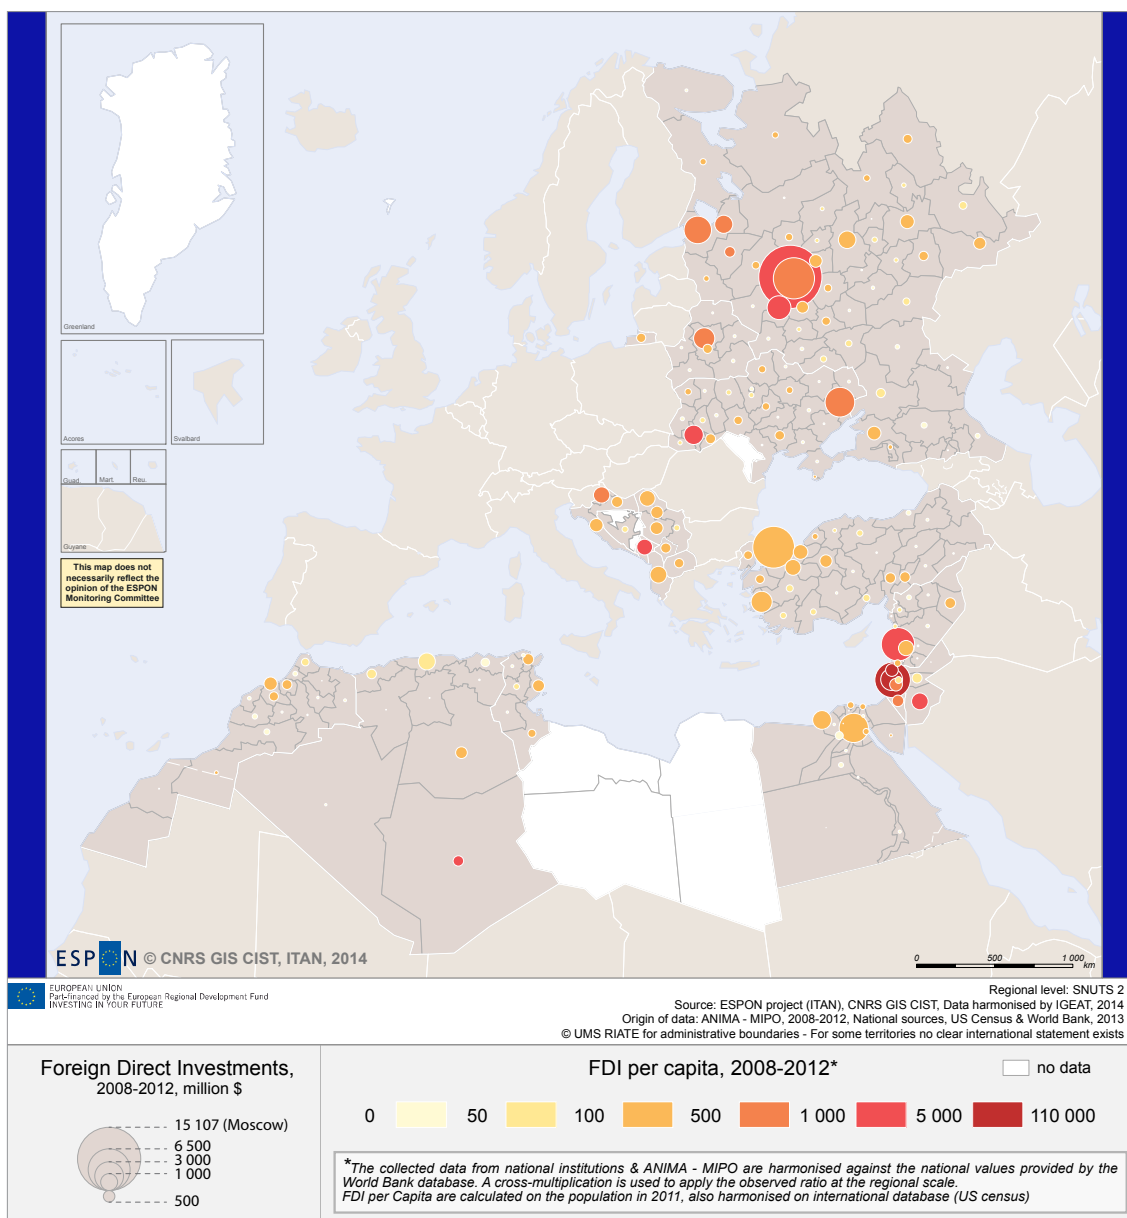 Greenland
Acores
Svalbard
Guad.
Mart.
Reu.
Guyane
This map does not
necessarily reflect the
opinion of the ESPON
Monitoring Committee
ESPON © CNRS GIS CIST, ITAN, 2014
0 500 1 000
km
EUROPEAN UNION
Part-financed by the European Regional Development Fund
INVESTING IN YOUR FUTURE
Regional level: SNUTS 2
Source: ESPON project (ITAN), CNRS GIS CIST, Data harmonised by IGEAT, 2014
Origin of data: ANIMA - MIPO, 2008-2012, National sources, US Census & World Bank, 2013
© UMS RIATE for administrative boundaries - For some territories no clear international statement exists
Foreign Direct Investments,
2008-2012, million $
15 107 (Moscow)
6 500
3 000
1 000
500
FDI per capita, 2008-2012*
no data
0 50 100 500 1 000 5 000 110 000
*The collected data from national institutions & ANIMA - MIPO are harmonised against the national values provided by the
World Bank database. A cross-multiplication is used to apply the observed ratio at the regional scale.
FDI per Capita are calculated on the population in 2011, also harmonised on international database (US census)